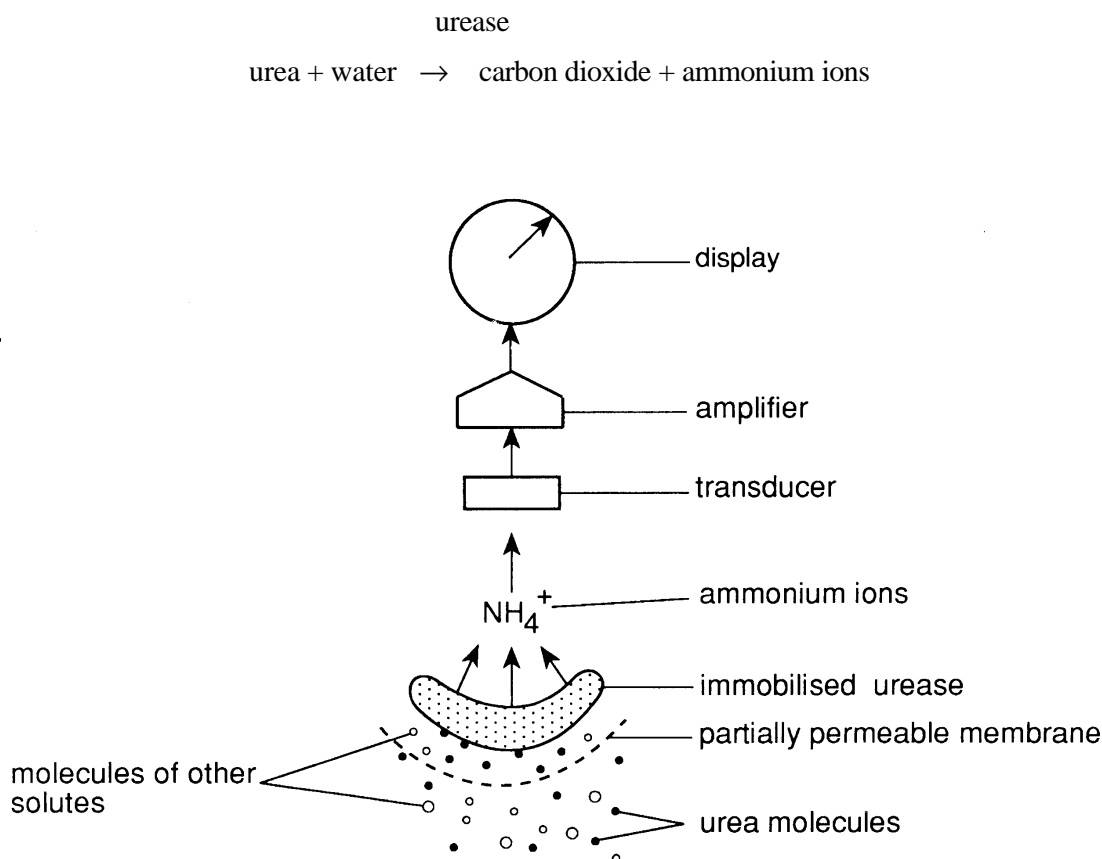 urease
urea + water → carbon dioxide + ammonium ions
display
amplifier
transducer
ammonium ions
NH4+
immobilised urease
partially permeable membrane
molecules of other
solutes
urea molecules